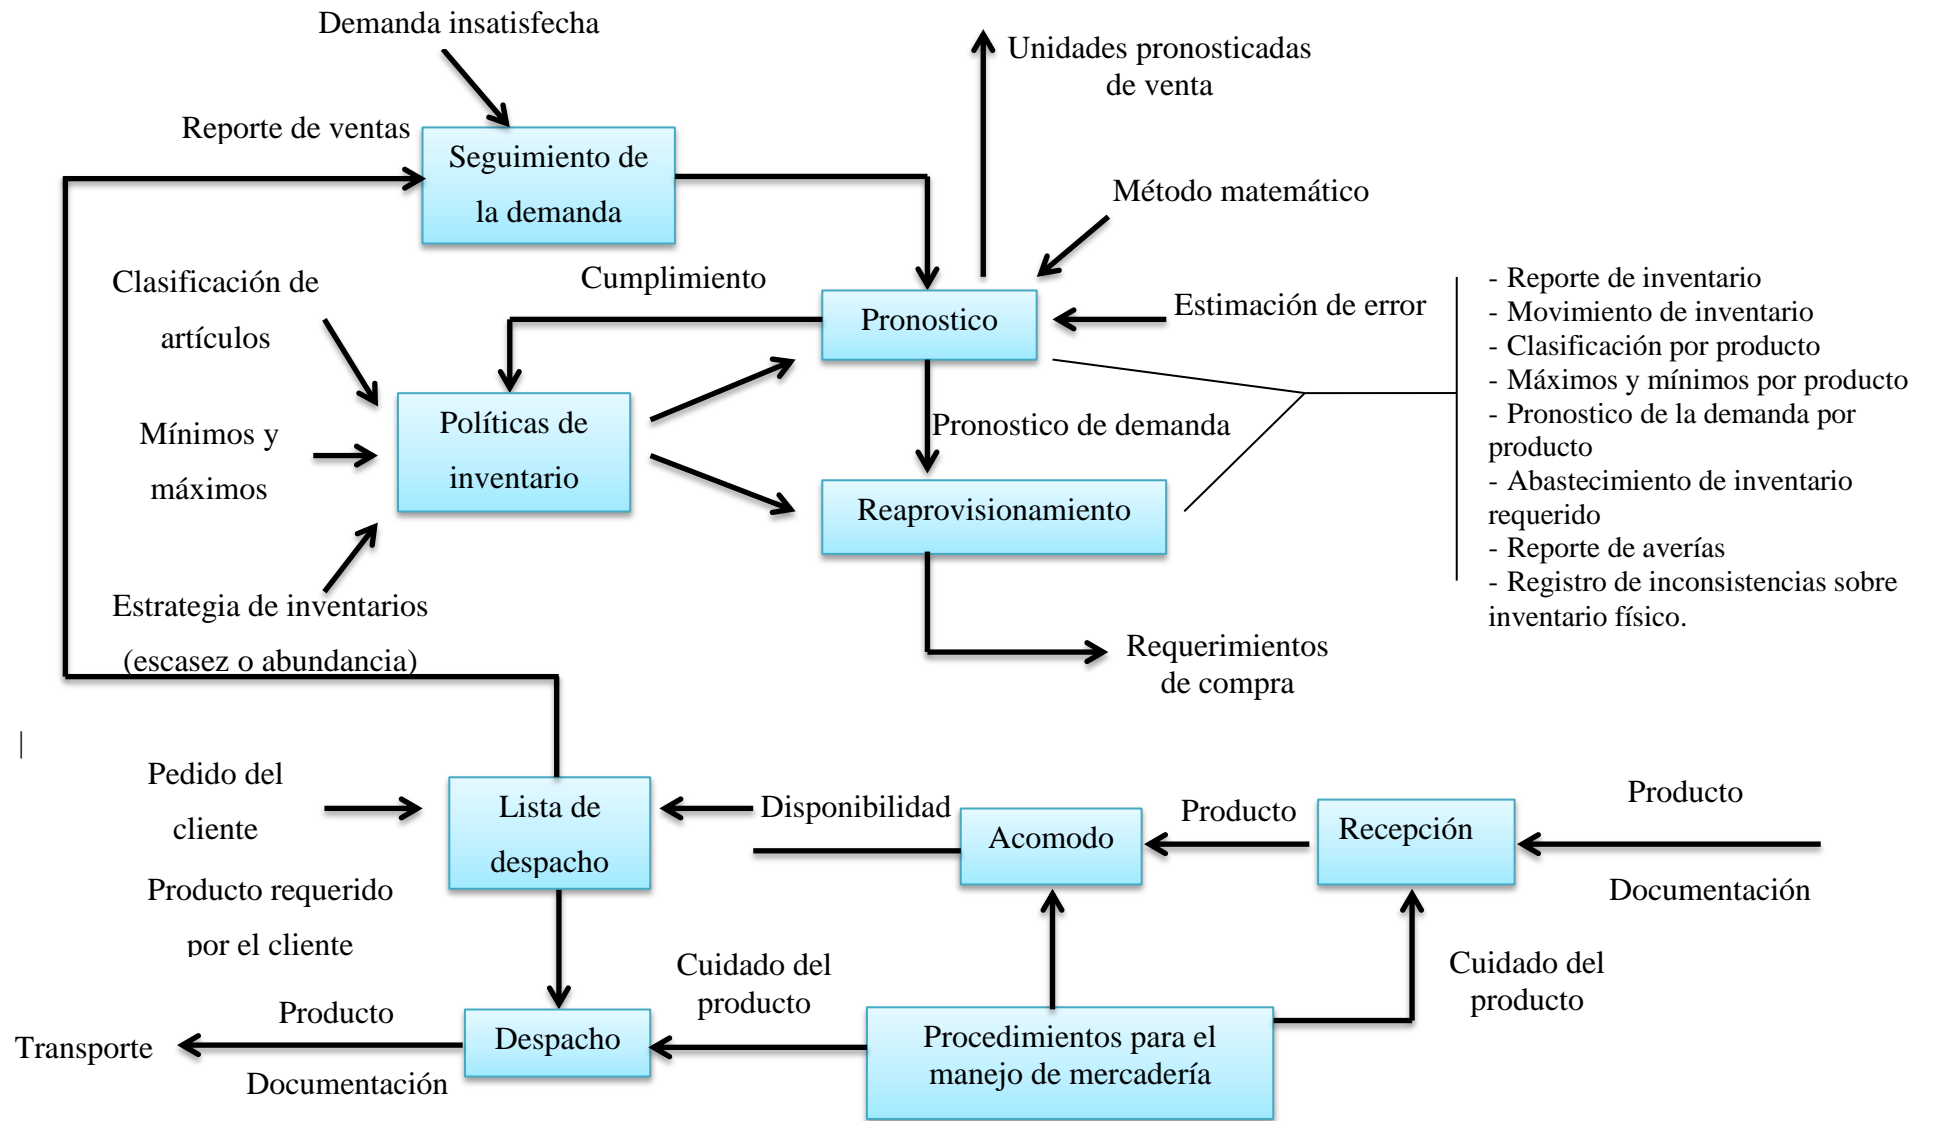 Demanda insatisfecha
Unidades pronosticadas
de venta
Reporte de ventas
Seguimiento de
la demanda
Método matemático
Clasificación de
artículos
Cumplimiento
Pronostico
Estimación de error
- Reporte de inventario
- Movimiento de inventario
- Clasificación por producto
- Máximos y mínimos por producto
- Pronostico de la demanda por
producto
- Abastecimiento de inventario
requerido
- Reporte de averías
- Registro de inconsistencias sobre
inventario físico.
Mínimos y
máximos
Políticas de
inventario
Pronostico de demanda
Reaprovisionamiento
Estrategia de inventarios
(escasez o abundancia)
Requerimientos
de compra
Pedido del
cliente
Lista de
despacho
Disponibilidad
Acomodo
Producto
Recepción
Producto
Documentación
Producto requerido
por el cliente
Cuidado del
producto
Cuidado del
producto
Transporte
Producto
Documentación
Despacho
Procedimientos para el
manejo de mercadería